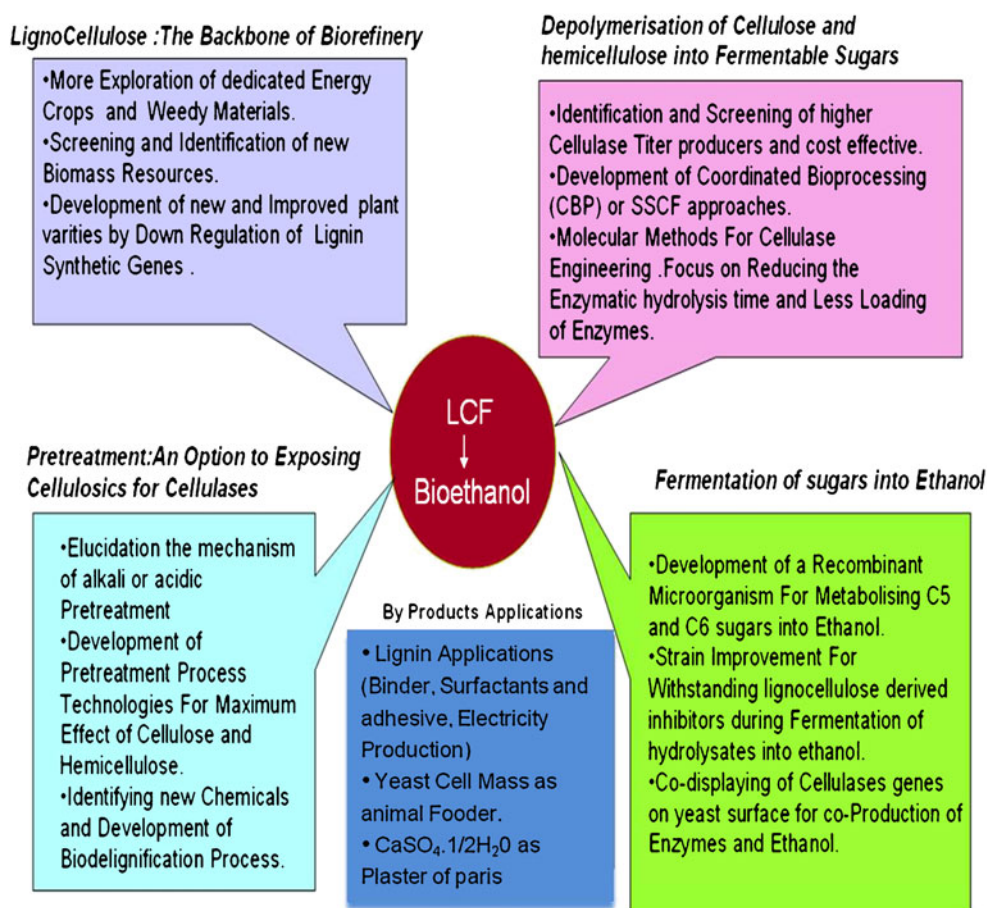 LignoCellulose :The Backbone of Biorefinery
•More Exploration of dedicated Energy
Crops and Weedy Materials.
•Screening and Identification of new
Biomass Resources.
•Development of new and Improved plant
varities by Down Regulation of Lignin
Synthetic Genes .
Depolymerisation of Cellulose and
hemicellulose into Fermentable Sugars
•Identification and Screening of higher
Cellulase Titer producers and cost effective.
•Development of Coordinated Bioprocessing
(CBP) or SSCF approaches.
•Molecular Methods For Cellulase
Engineering .Focus on Reducing the
Enzymatic hydrolysis time and Less Loading
of Enzymes.
LCF
↓
Bioethanol
Pretreatment:An Option to Exposing
Cellulosics for Cellulases
•Elucidation the mechanism
of alkali or acidic
Pretreatment
•Development of
Pretreatment Process
Technologies For Maximum
Effect of Cellulose and
Hemicellulose.
•Identifying new Chemicals
and Development of
Biodelignification Process.
By Products Applications
• Lignin Applications
(Binder, Surfactants and
adhesive, Electricity
Production)
• Yeast Cell Mass as
animal Fooder.
• CaSO₄.1/2H₂0 as
Plaster of paris
Fermentation of sugars into Ethanol
•Development of a Recombinant
Microorganism For Metabolising C5
and C6 sugars into Ethanol.
•Strain Improvement For
Withstanding lignocellulose derived
inhibitors during Fermentation of
hydrolysates into ethanol.
•Co-displaying of Cellulases genes
on yeast surface for co-Production of
Enzymes and Ethanol.